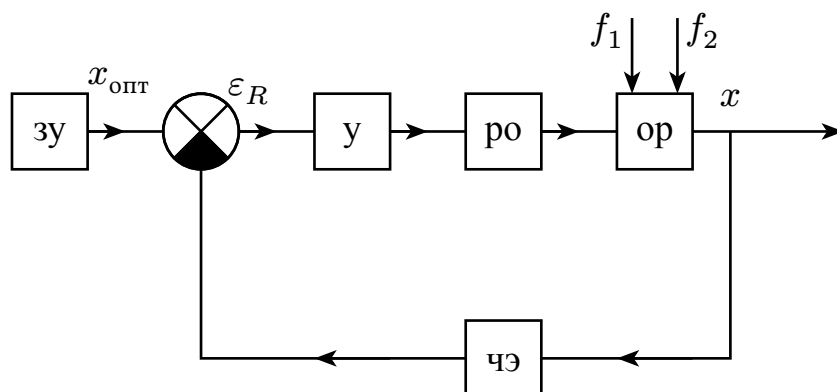 f₁ f₂
x_опт ε_R x
зу у ро ор
чэ